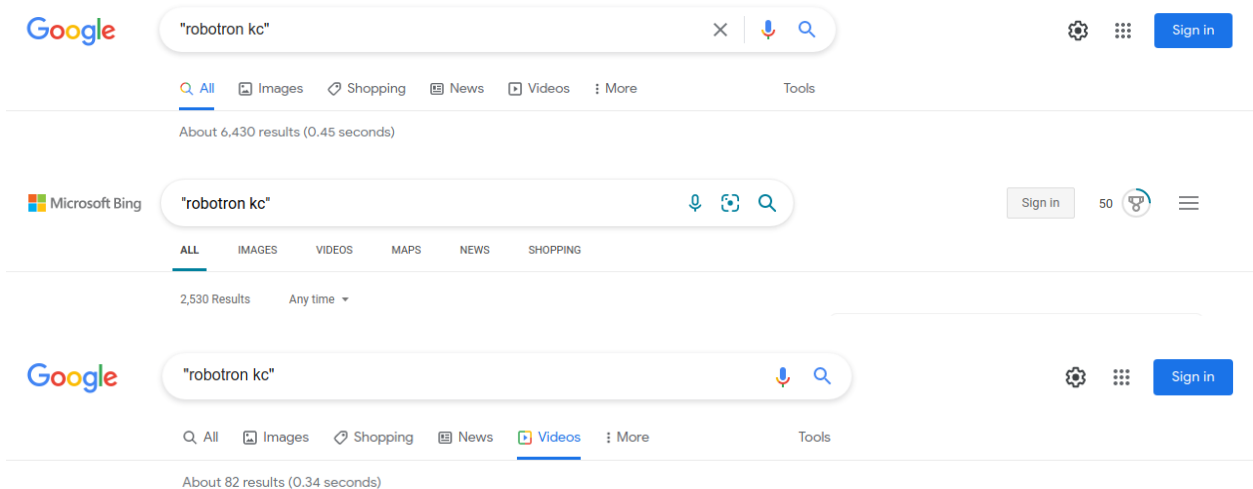 Google "robotron kc" Sign in
All Images Shopping News Videos More Tools
About 6,430 results (0.45 seconds)
Microsoft Bing "robotron kc" Sign in 50
ALL IMAGES VIDEOS MAPS NEWS SHOPPING
2,530 Results Any time
Google "robotron kc" Sign in
All Images Shopping News Videos More Tools
About 82 results (0.34 seconds)